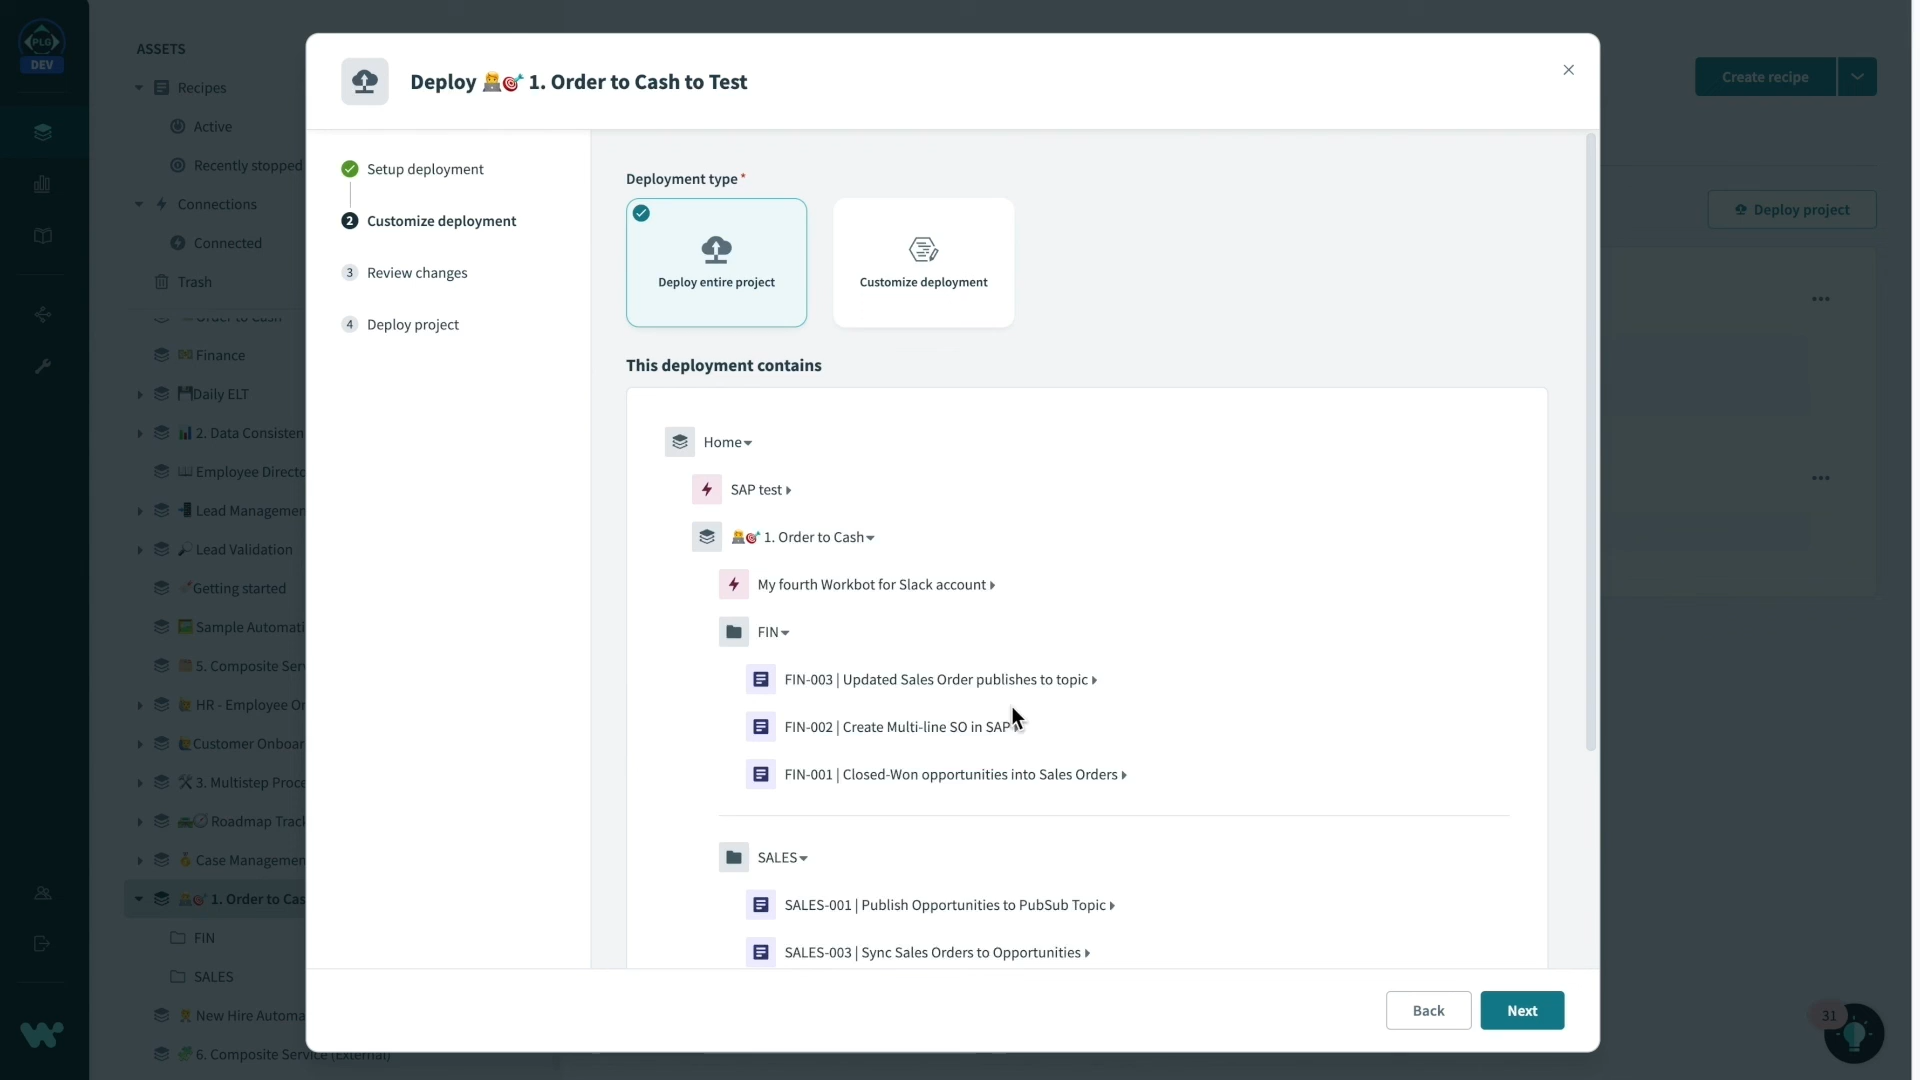 PLG
DEV
ASSETS
Recipes
Active
Recently stopped
Connections
Connected
Trash
Order to Cash
Finance
Daily ELT
2. Data Consisten
Employee Directo
Lead Managemen
Lead Validation
Getting started
Sample Automati
5. Composite Serv
HR - Employee On
Customer Onboar
3. Multistep Proce
Roadmap Track
Case Managemen
1. Order to Cas
FIN
SALES
New Hire Automa
6. Composite Service (External)
Deploy 1. Order to Cash to Test
Setup deployment
2 Customize deployment
3 Review changes
4 Deploy project
Deployment type *
Deploy entire project
Customize deployment
This deployment contains
Home
SAP test
1. Order to Cash
My fourth Workbot for Slack account
FIN
FIN-003 | Updated Sales Order publishes to topic
FIN-002 | Create Multi-line SO in SAP
FIN-001 | Closed-Won opportunities into Sales Orders
SALES
SALES-001 | Publish Opportunities to PubSub Topic
SALES-003 | Sync Sales Orders to Opportunities
Back
Next
Create recipe
Deploy project
31